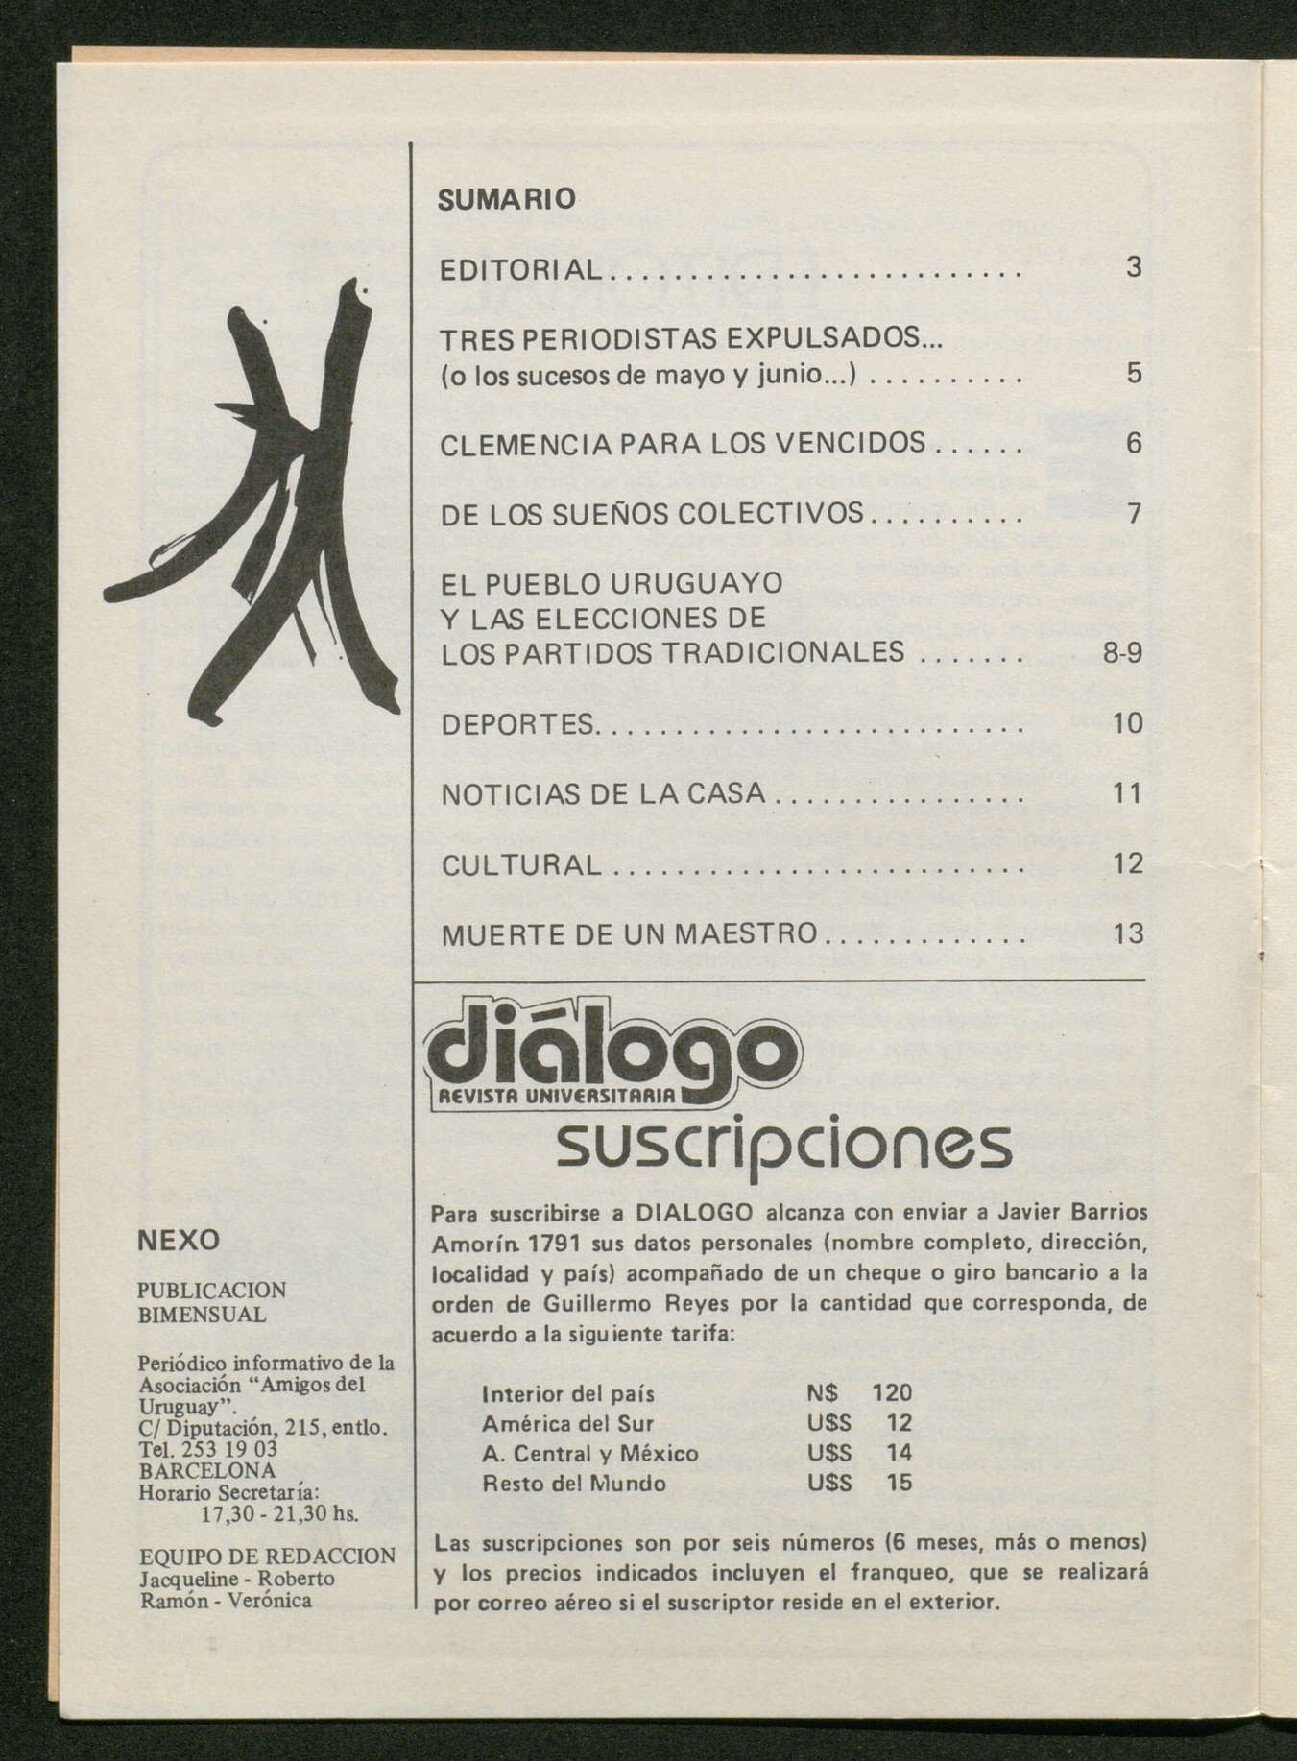 SUMARIO
EDITORIAL.......................... 3
TRES PERIODISTAS EXPULSADOS...
(o los sucesos de mayo y junio...) .......... 5
CLEMENCIA PARA LOS VENCIDOS ...... 6
DE LOS SUEÑOS COLECTIVOS.......... 7
EL PUEBLO URUGUAYO
Y LAS ELECCIONES DE
LOS PARTIDOS TRADICIONALES ....... 8-9
DEPORTES........................... 10
NOTICIAS DE LA CASA ................ 11
CULTURAL .......................... 12
MUERTE DE UN MAESTRO............. 13
diálogo
REVISTA UNIVERSITARIA
suscripciones
Para suscribirse a DIALOGO alcanza con enviar a Javier Barrios
Amorín 1791 sus datos personales (nombre completo, dirección,
localidad y país) acompañado de un cheque o giro bancario a la
orden de Guillermo Reyes por la cantidad que corresponda, de
acuerdo a la siguiente tarifa:
Interior del país N$ 120
América del Sur U$S 12
A. Central y México U$S 14
Resto del Mundo U$S 15
Las suscripciones son por seis números (6 meses, más o menos)
y los precios indicados incluyen el franqueo, que se realizará
por correo aéreo si el suscriptor reside en el exterior.
NEXO
PUBLICACION
BIMENSUAL
Periódico informativo de la
Asociación “Amigos del
Uruguay”.
C/ Diputación, 215, entlo.
Tel. 253 19 03
BARCELONA
Horario Secretaría:
17,30 - 21,30 hs.
EQUIPO DE REDACCION
Jacqueline - Roberto
Ramón - Verónica